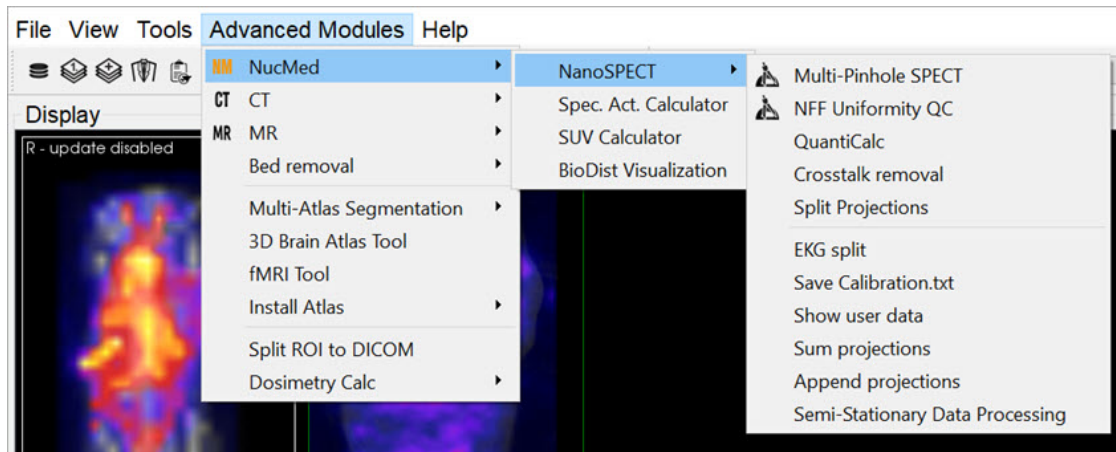 File View Tools Advanced Modules Help
Display
R - update disabled
NM NucMed
CT CT
MR MR
Bed removal
Multi-Atlas Segmentation
3D Brain Atlas Tool
fMRI Tool
Install Atlas
Split ROI to DICOM
Dosimetry Calc
NanoSPECT
Spec. Act. Calculator
SUV Calculator
BioDist Visualization
Multi-Pinhole SPECT
NFF Uniformity QC
QuantiCalc
Crosstalk removal
Split Projections
EKG split
Save Calibration.txt
Show user data
Sum projections
Append projections
Semi-Stationary Data Processing